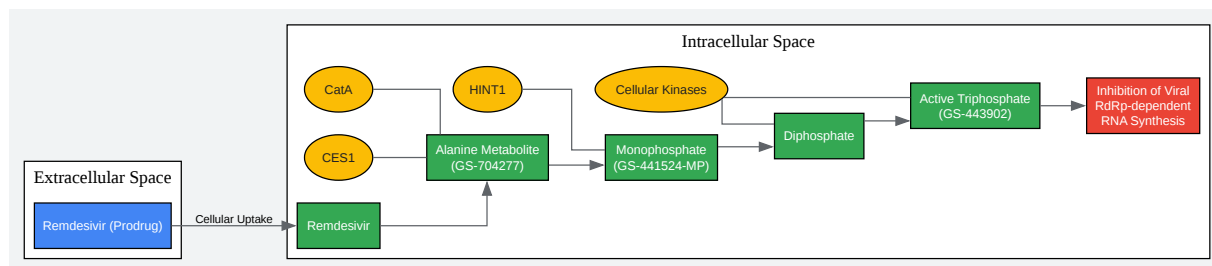 Intracellular Space
CatA
HINT1
Cellular Kinases
Active Triphosphate
(GS-443902)
Inhibition of Viral
RdRp-dependent
RNA Synthesis
CES1
Alanine Metabolite
(GS-704277)
Monophosphate
(GS-441524-MP)
Diphosphate
Extracellular Space
Remdesivir (Prodrug)
Cellular Uptake
Remdesivir